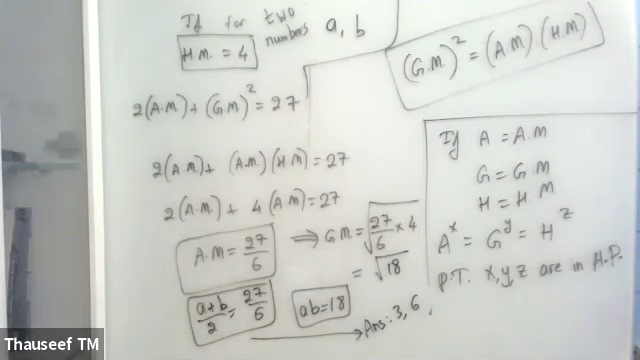 If for two numbers a, b
H.M. = 4
2(A.M) + (G.M)² = 27
2(A.M) + (A.M.)(H.M) = 27
2(A.M.) + 4(A.M) = 27
A.M = 27/6 ⇒ G.M. = √(27/6 × 4)
= √18
(a+b)/2 = 27/6
ab = 18
Ans: 3, 6,
(G.M.)² = (A.M).(H.M)
If A = A.M
G = G.M
H = H.M
A^x = G^y = H^z
P.T. x, y, z are in H.P.
Thauseef TM